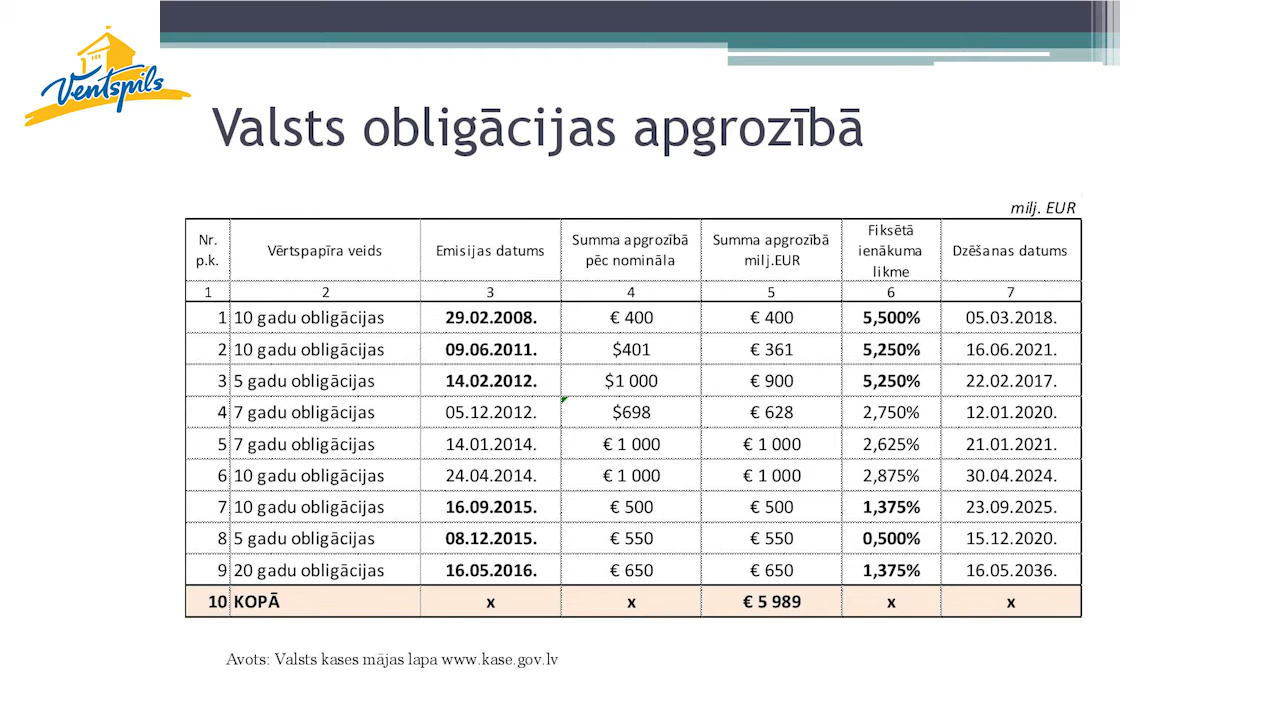 Ventspils
Valsts obligācijas apgrozībā
milj. EUR
Nr. p.k. Vērtspapīra veids Emisijas datums Summa apgrozībā pēc nomināla Summa apgrozībā milj.EUR Fiksētā ienākuma likme Dzēšanas datums
1 2 3 4 5 6 7
1 10 gadu obligācijas 29.02.2008. € 400 € 400 5,500% 05.03.2018.
2 10 gadu obligācijas 09.06.2011. $401 € 361 5,250% 16.06.2021.
3 5 gadu obligācijas 14.02.2012. $1 000 € 900 5,250% 22.02.2017.
4 7 gadu obligācijas 05.12.2012. $698 € 628 2,750% 12.01.2020.
5 7 gadu obligācijas 14.01.2014. € 1 000 € 1 000 2,625% 21.01.2021.
6 10 gadu obligācijas 24.04.2014. € 1 000 € 1 000 2,875% 30.04.2024.
7 10 gadu obligācijas 16.09.2015. € 500 € 500 1,375% 23.09.2025.
8 5 gadu obligācijas 08.12.2015. € 550 € 550 0,500% 15.12.2020.
9 20 gadu obligācijas 16.05.2016. € 650 € 650 1,375% 16.05.2036.
10 KOPĀ x x € 5 989 x x
Avots: Valsts kases mājas lapa www.kase.gov.lv